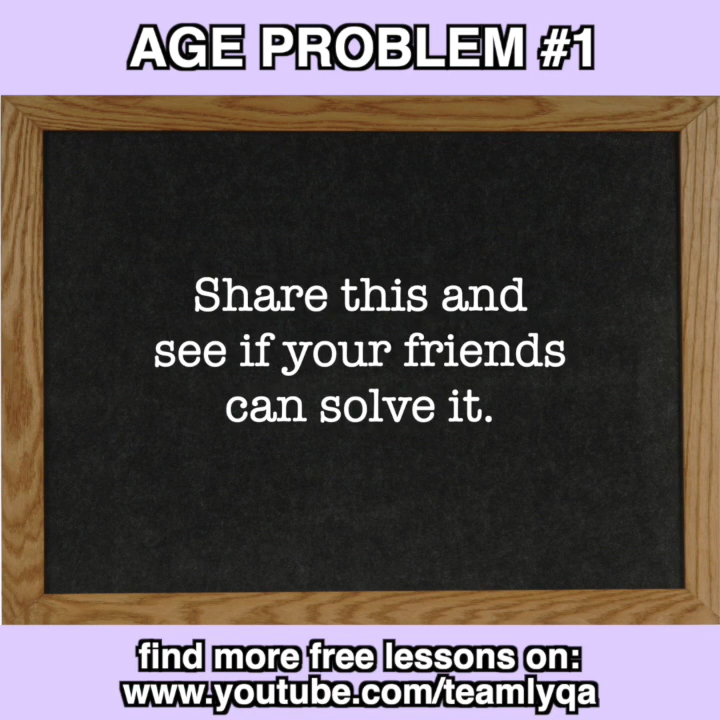 AGE PROBLEM #1
Share this and
see if your friends
can solve it.
find more free lessons on:
www.youtube.com/teamlyqa